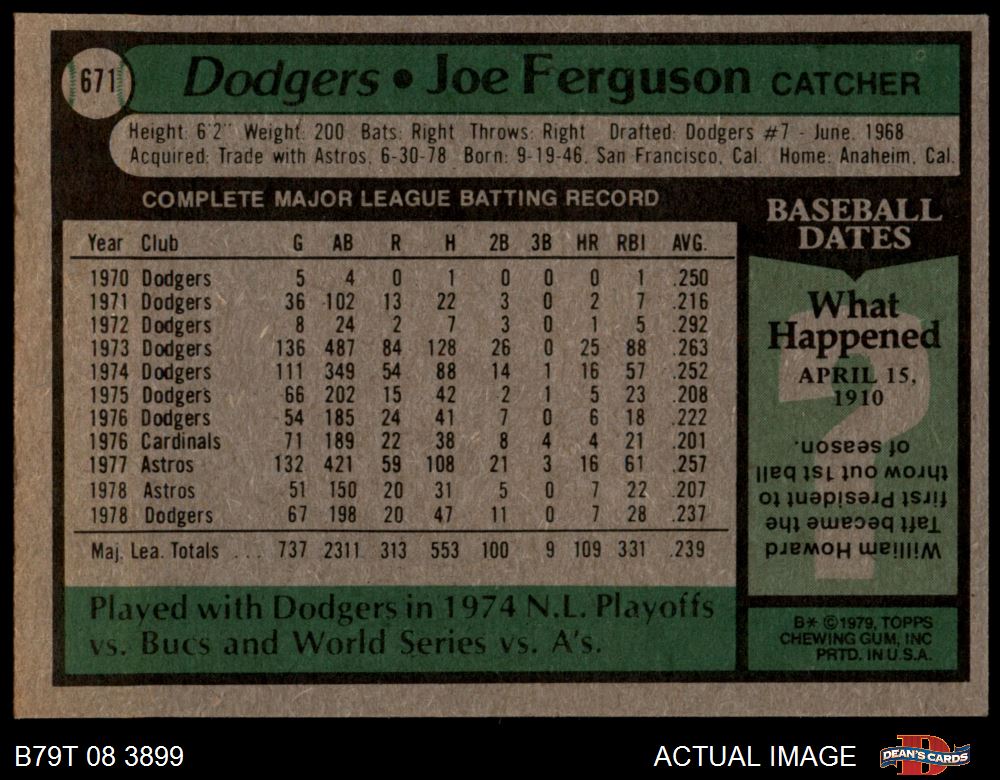 671
Dodgers • Joe Ferguson CATCHER
Height: 6'2" Weight: 200 Bats: Right Throws: Right Drafted: Dodgers #7 - June, 1968
Acquired: Trade with Astros, 6-30-78 Born: 9-19-46, San Francisco, Cal. Home: Anaheim, Cal.
COMPLETE MAJOR LEAGUE BATTING RECORD
Year Club G AB R H 2B 3B HR RBI AVG.
1970 Dodgers 5 4 0 1 0 0 0 1 .250
1971 Dodgers 36 102 13 22 3 0 2 7 .216
1972 Dodgers 8 24 2 7 3 0 1 5 .292
1973 Dodgers 136 487 84 128 26 0 25 88 .263
1974 Dodgers 111 349 54 88 14 1 16 57 .252
1975 Dodgers 66 202 15 42 2 1 5 23 .208
1976 Dodgers 54 185 24 41 7 0 6 18 .222
1976 Cardinals 71 189 22 38 8 4 4 21 .201
1977 Astros 132 421 59 108 21 3 16 61 .257
1978 Astros 51 150 20 31 5 0 7 22 .207
1978 Dodgers 67 198 20 47 11 0 7 28 .237
Maj. Lea. Totals ... 737 2311 313 553 100 9 109 331 .239
Played with Dodgers in 1974 N.L. Playoffs
vs. Bucs and World Series vs. A's.
BASEBALL
DATES
What
Happened
APRIL 15,
1910
William Howard
Taft became the
first President to
throw out 1st ball
of season.
B* ©1979, TOPPS
CHEWING GUM, INC
PRTD. IN U.S.A.
B79T 08 3899
ACTUAL IMAGE
DEAN'S CARDS